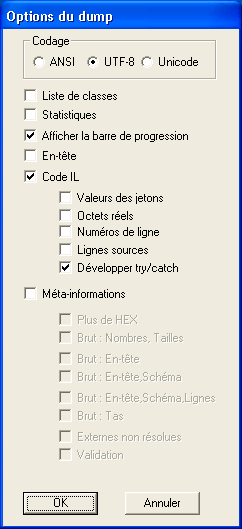 Options du dump
Codage
ANSI UTF-8 Unicode
Liste de classes
Statistiques
Afficher la barre de progression
En-tête
Code IL
Valeurs des jetons
Octets réels
Numéros de ligne
Lignes sources
Développer try/catch
Méta-informations
Plus de HEX
Brut : Nombres, Tailles
Brut : En-tête
Brut : En-tête,Schéma
Brut : En-tête,Schéma,Lignes
Brut : Tas
Externes non résolues
Validation
OK Annuler